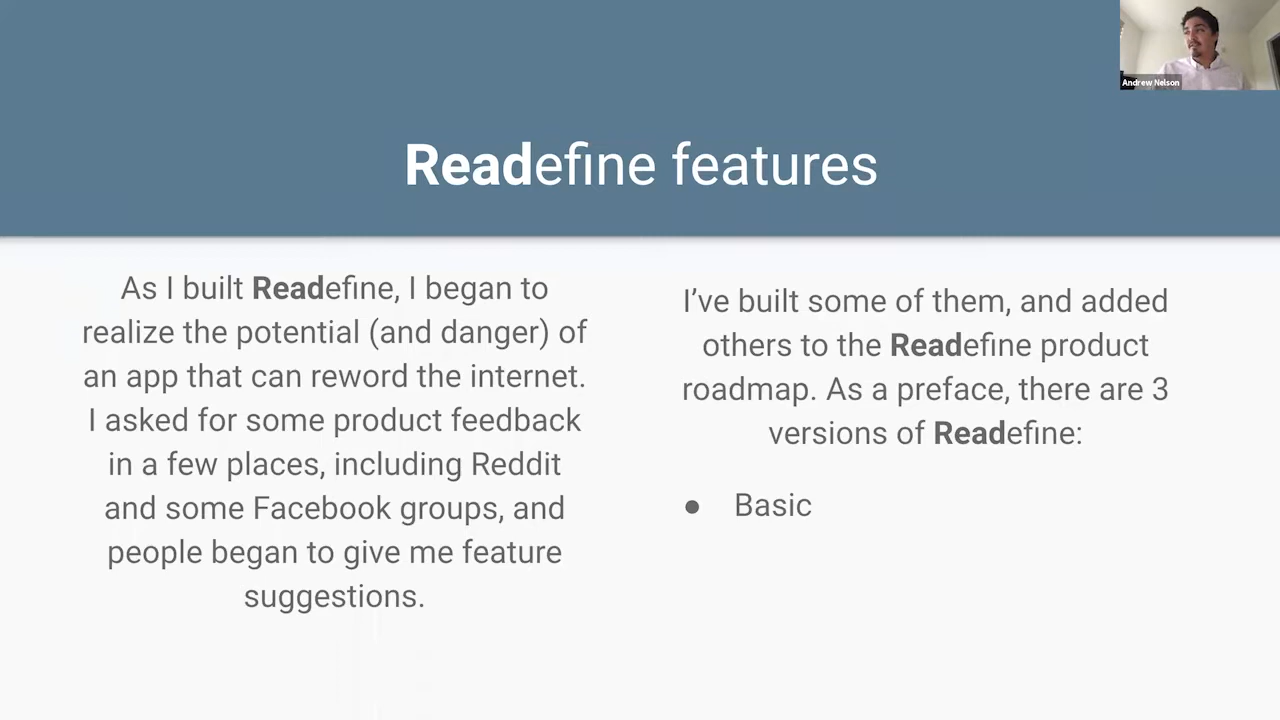 Andrew Nelson
Readefine features
As I built Readefine, I began to
realize the potential (and danger) of
an app that can reword the internet.
I asked for some product feedback
in a few places, including Reddit
and some Facebook groups, and
people began to give me feature
suggestions.
I’ve built some of them, and added
others to the Readefine product
roadmap. As a preface, there are 3
versions of Readefine:
● Basic